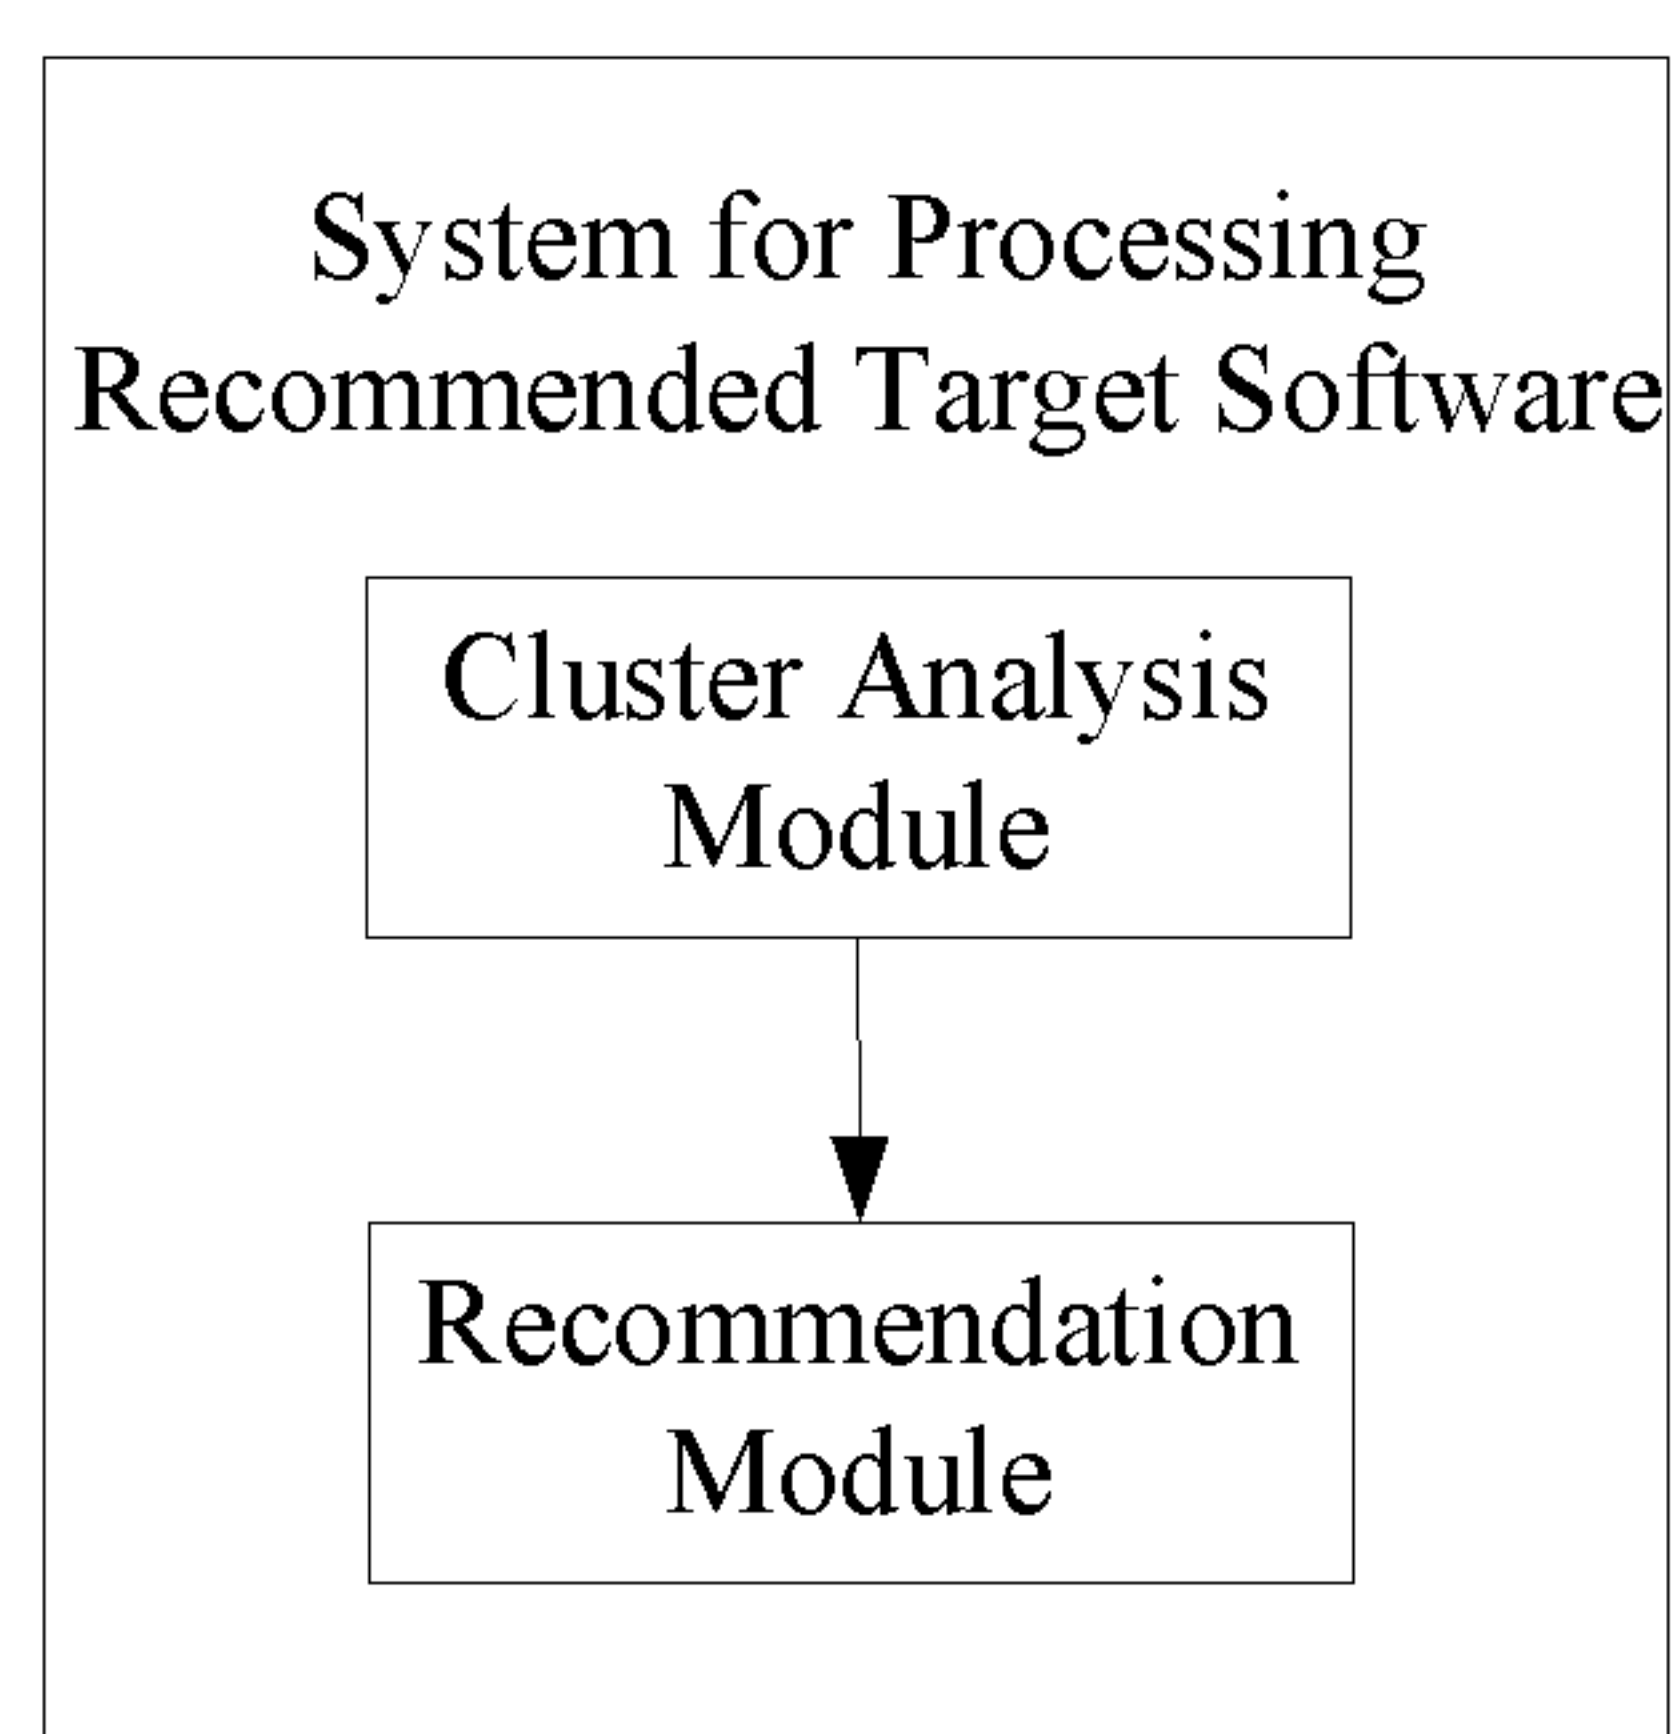 System for Processing
Recommended Target Software
Cluster Analysis
Module
Recommendation
Module